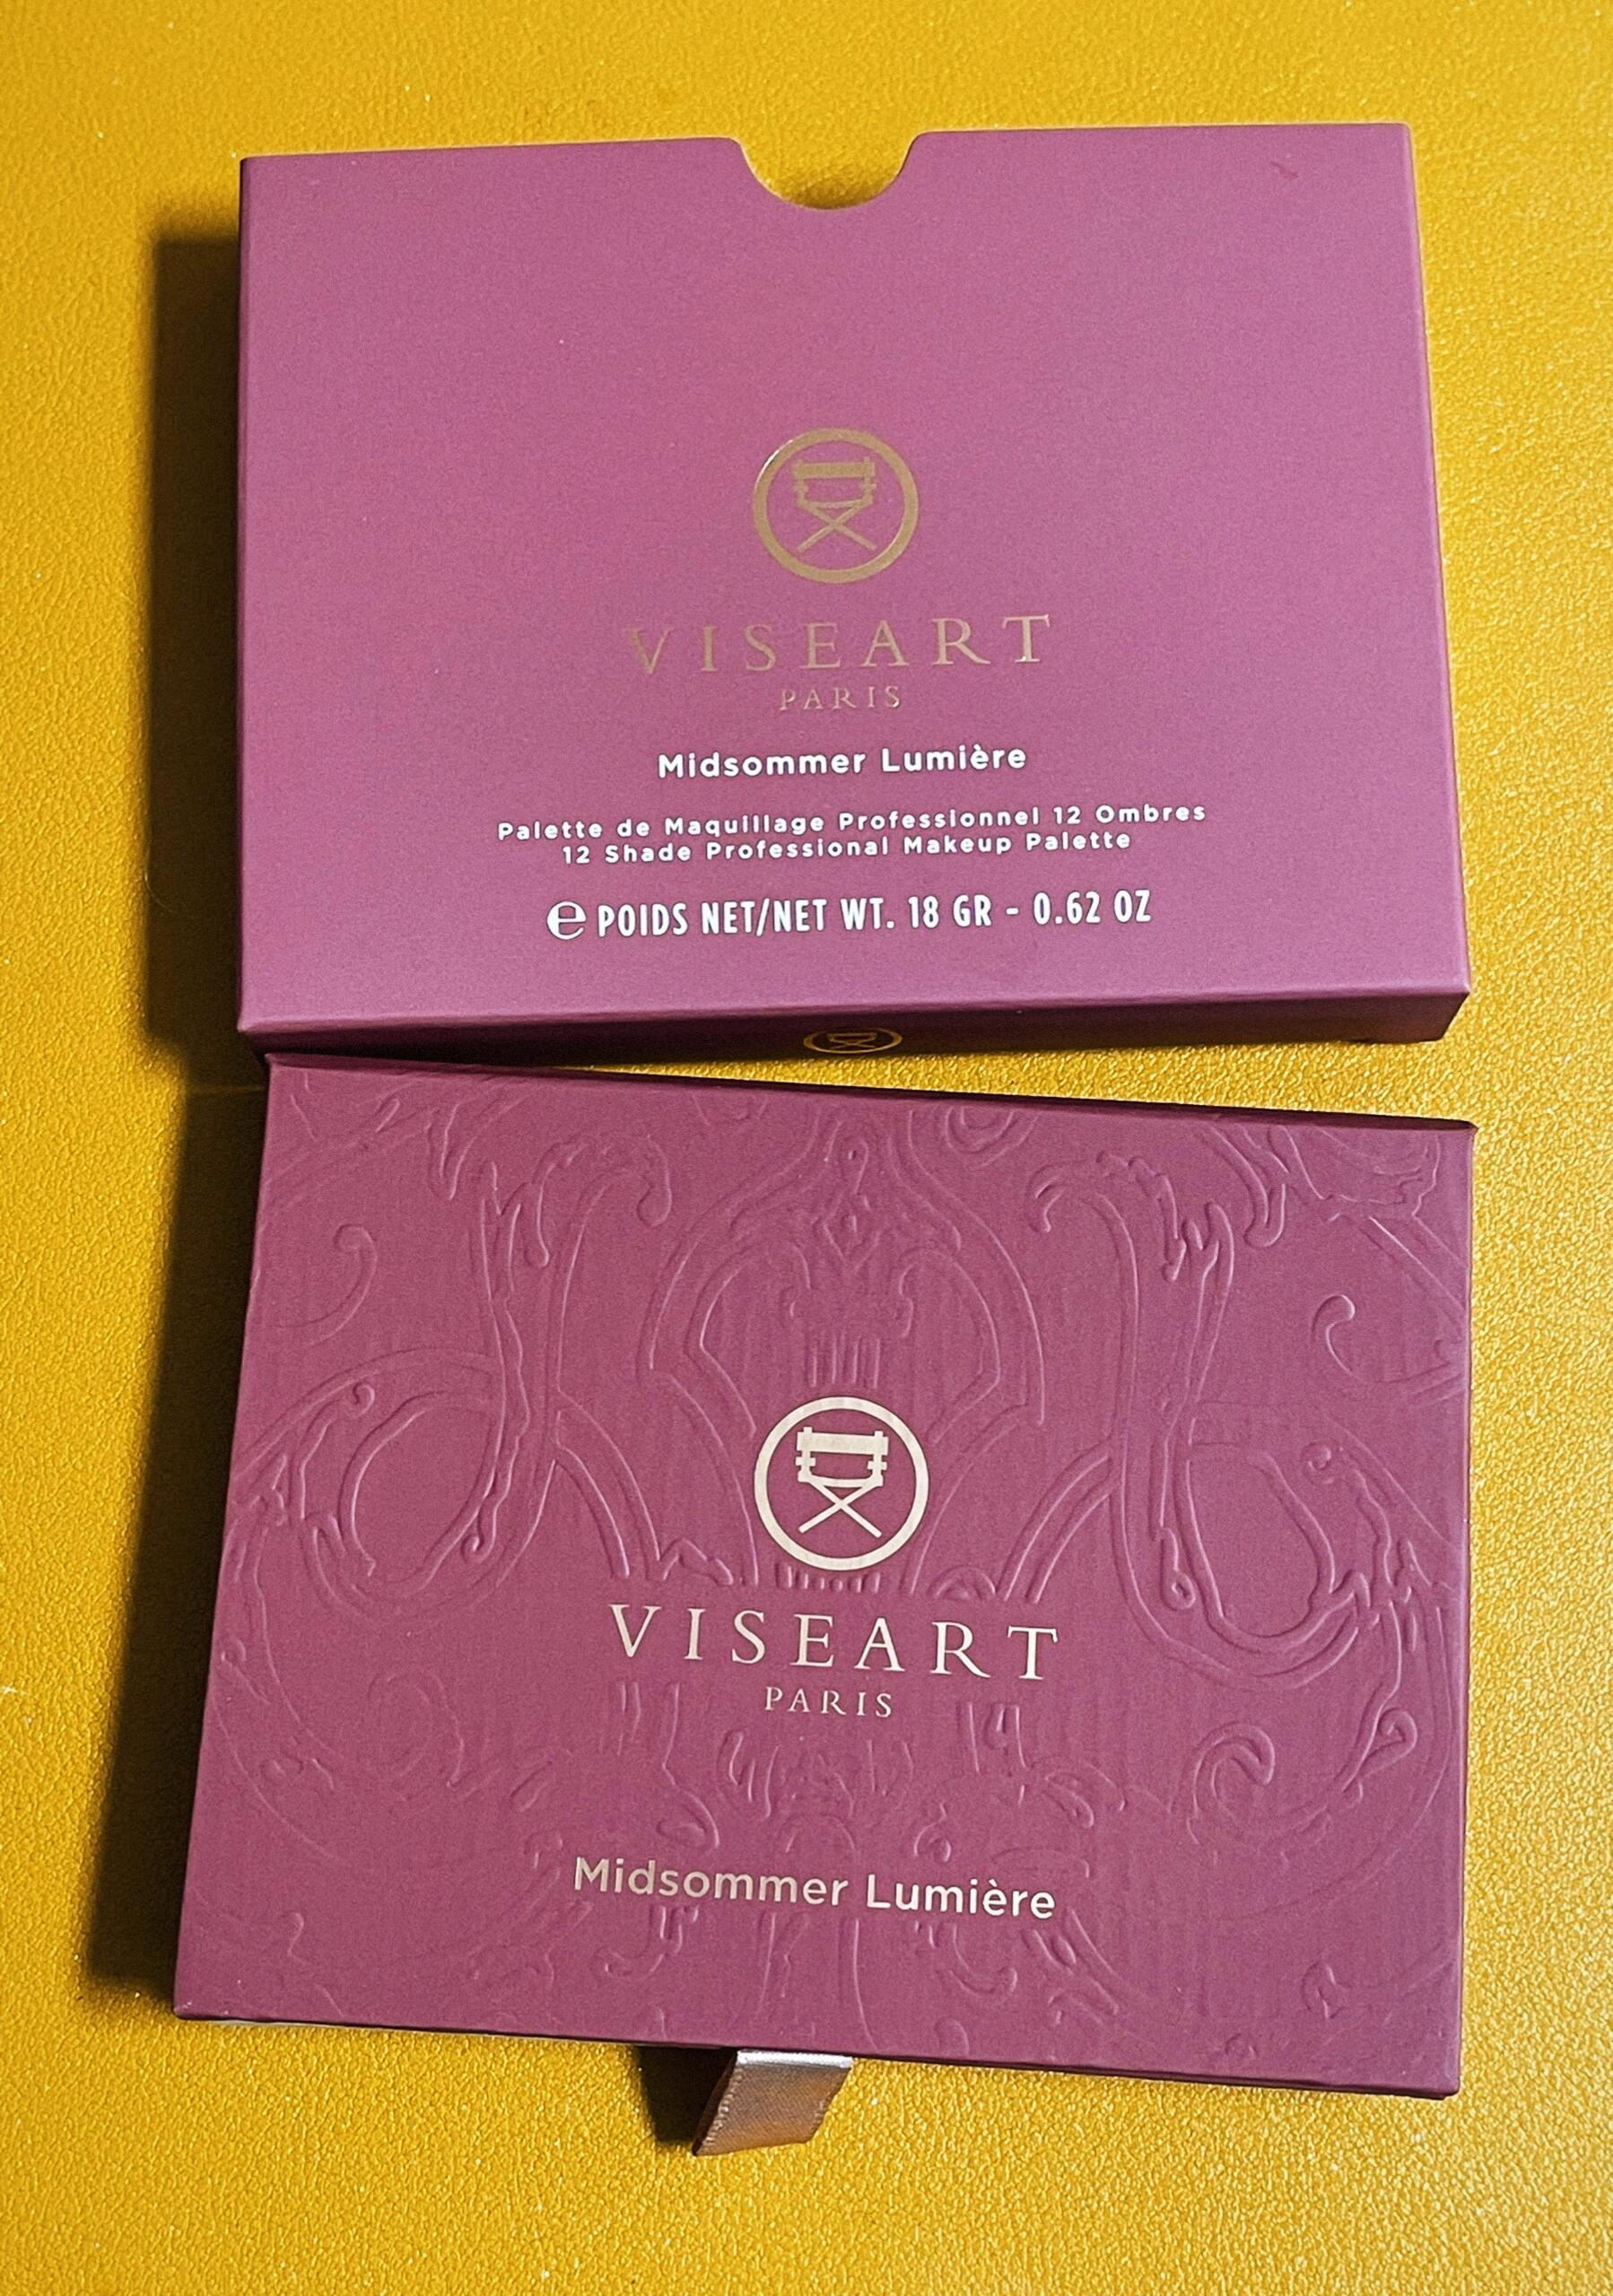 VISEART
PARIS
Midsommer Lumière
Palette de Maquillage Professionnel 12 Ombres
12 Shade Professional Makeup Palette
℮ POIDS NET/NET WT. 18 GR - 0.62 OZ
VISEART
PARIS
Midsommer Lumière